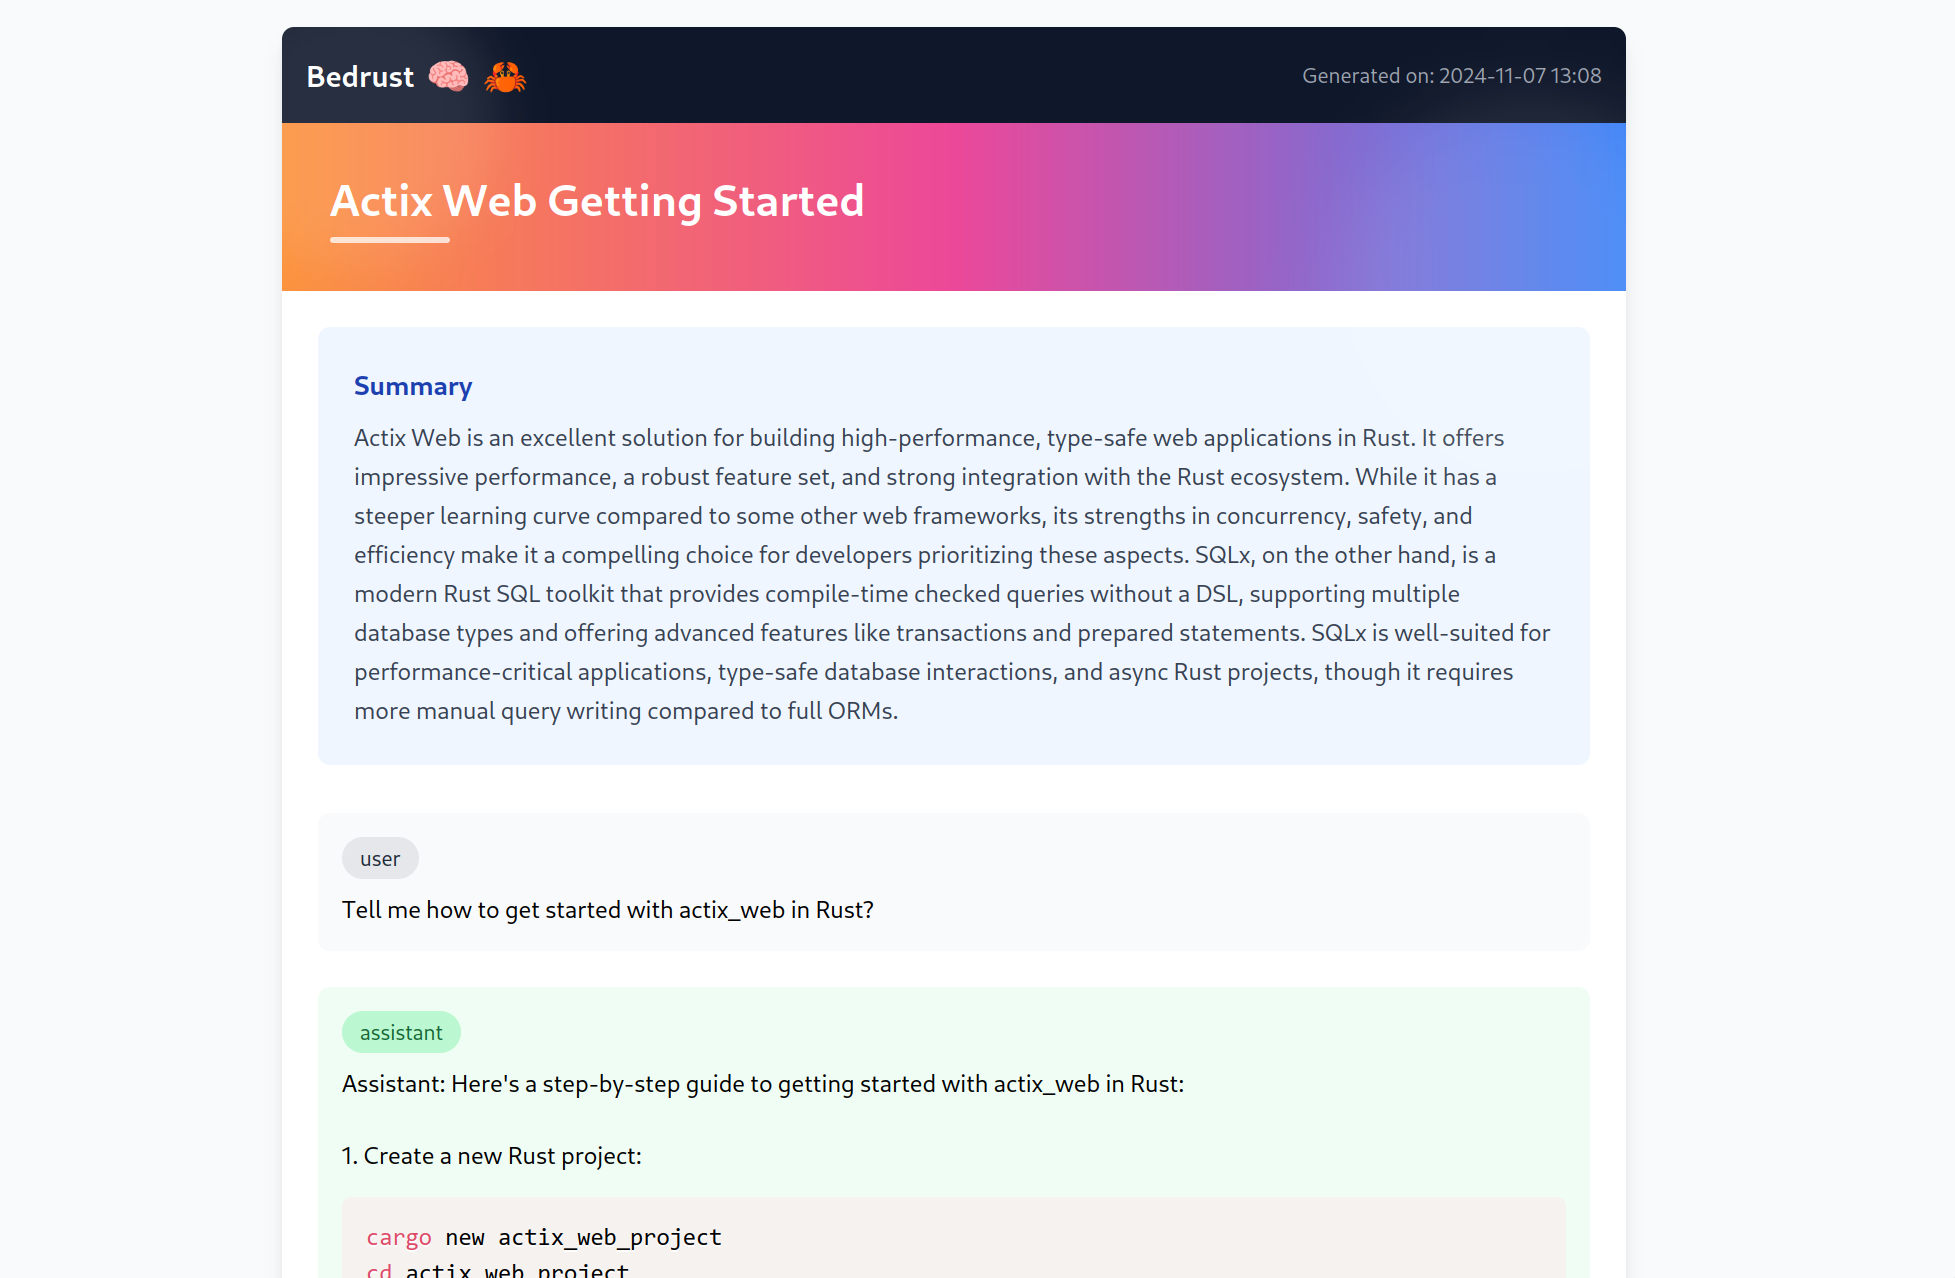 Bedrust 🧠 🦀
Generated on: 2024-11-07 13:08
Actix Web Getting Started
Summary
Actix Web is an excellent solution for building high-performance, type-safe web applications in Rust. It offers
impressive performance, a robust feature set, and strong integration with the Rust ecosystem. While it has a
steeper learning curve compared to some other web frameworks, its strengths in concurrency, safety, and
efficiency make it a compelling choice for developers prioritizing these aspects. SQLx, on the other hand, is a
modern Rust SQL toolkit that provides compile-time checked queries without a DSL, supporting multiple
database types and offering advanced features like transactions and prepared statements. SQLx is well-suited for
performance-critical applications, type-safe database interactions, and async Rust projects, though it requires
more manual query writing compared to full ORMs.
user
Tell me how to get started with actix_web in Rust?
assistant
Assistant: Here's a step-by-step guide to getting started with actix_web in Rust:
1. Create a new Rust project:
cargo new actix_web_project
cd actix_web_project